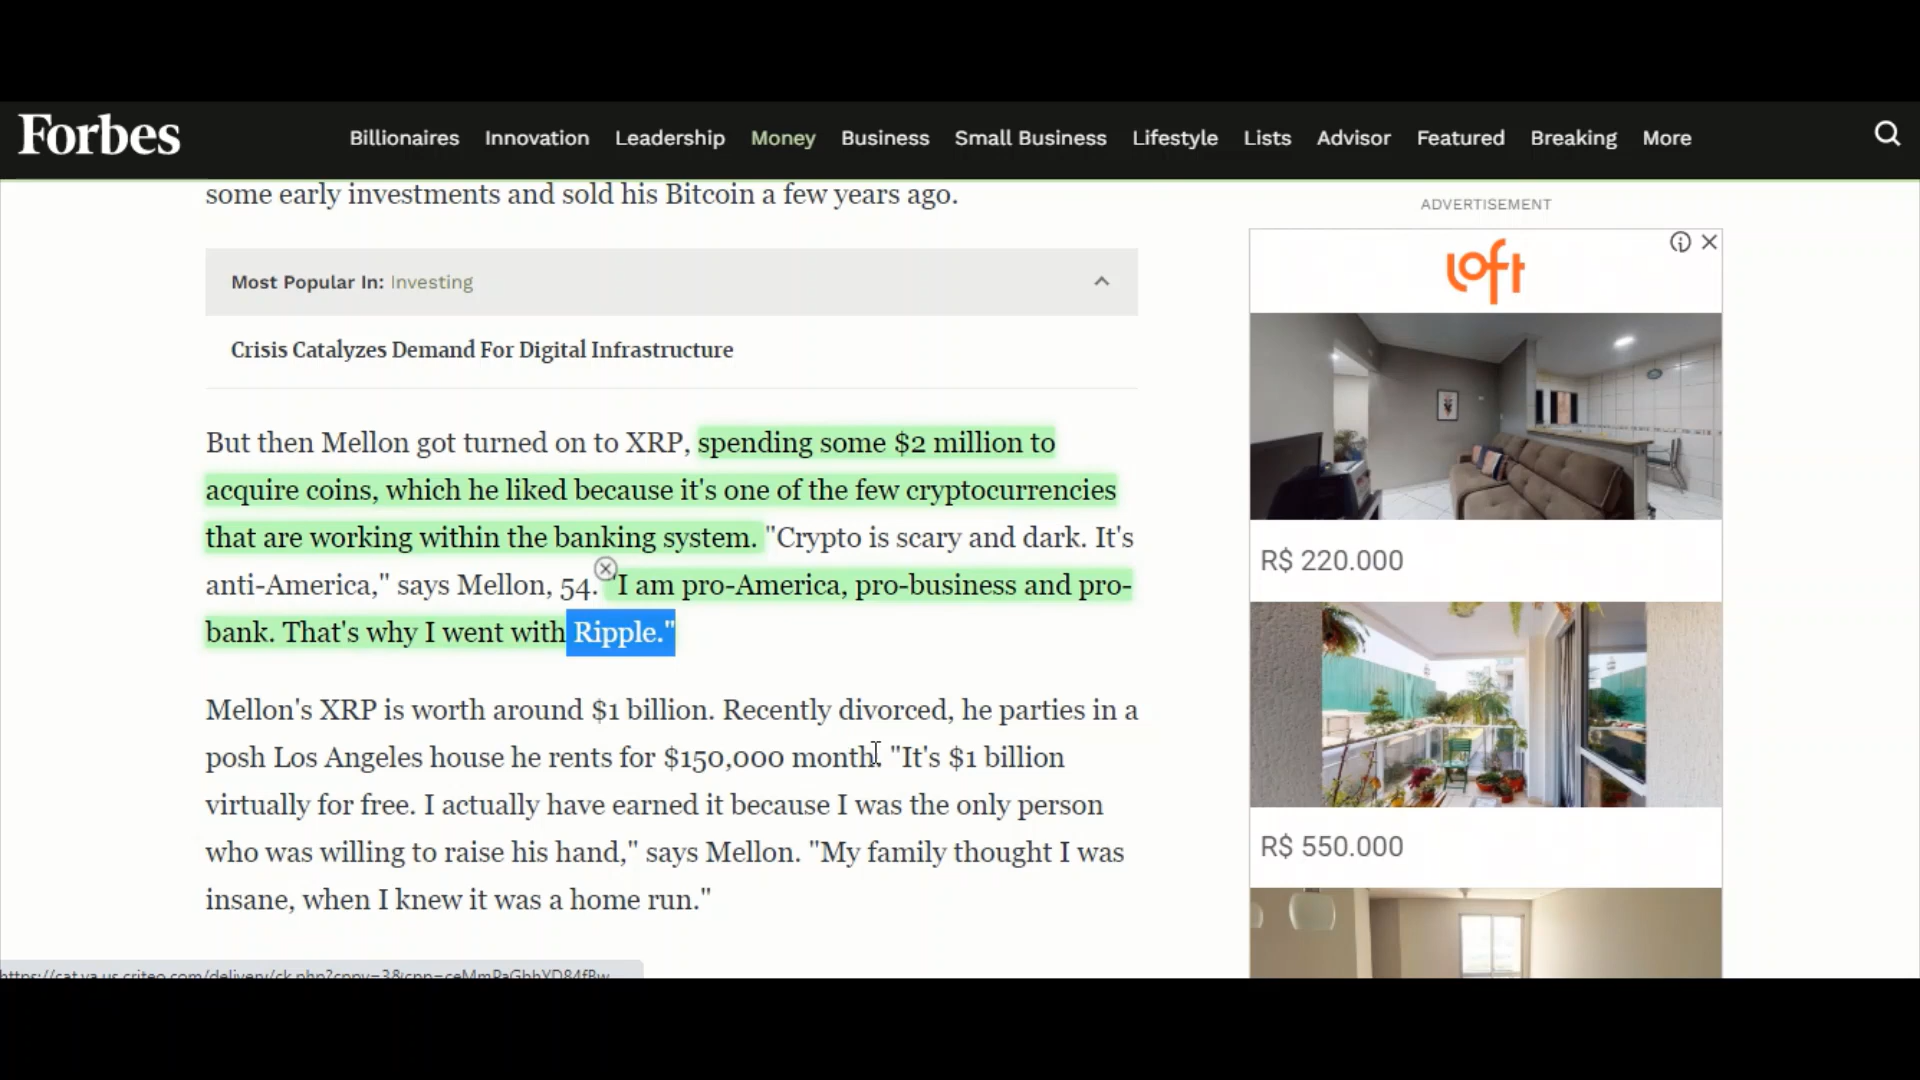 Forbes
Billionaires Innovation Leadership Money Business Small Business Lifestyle Lists Advisor Featured Breaking More
some early investments and sold his Bitcoin a few years ago.
Most Popular In: Investing
Crisis Catalyzes Demand For Digital Infrastructure
But then Mellon got turned on to XRP, spending some $2 million to
acquire coins, which he liked because it's one of the few cryptocurrencies
that are working within the banking system. "Crypto is scary and dark. It's
anti-America," says Mellon, 54. "I am pro-America, pro-business and pro-
bank. That's why I went with Ripple."
Mellon's XRP is worth around $1 billion. Recently divorced, he parties in a
posh Los Angeles house he rents for $150,000 month. "It's $1 billion
virtually for free. I actually have earned it because I was the only person
who was willing to raise his hand," says Mellon. "My family thought I was
insane, when I knew it was a home run."
ADVERTISEMENT
Loft
R$ 220.000
R$ 550.000